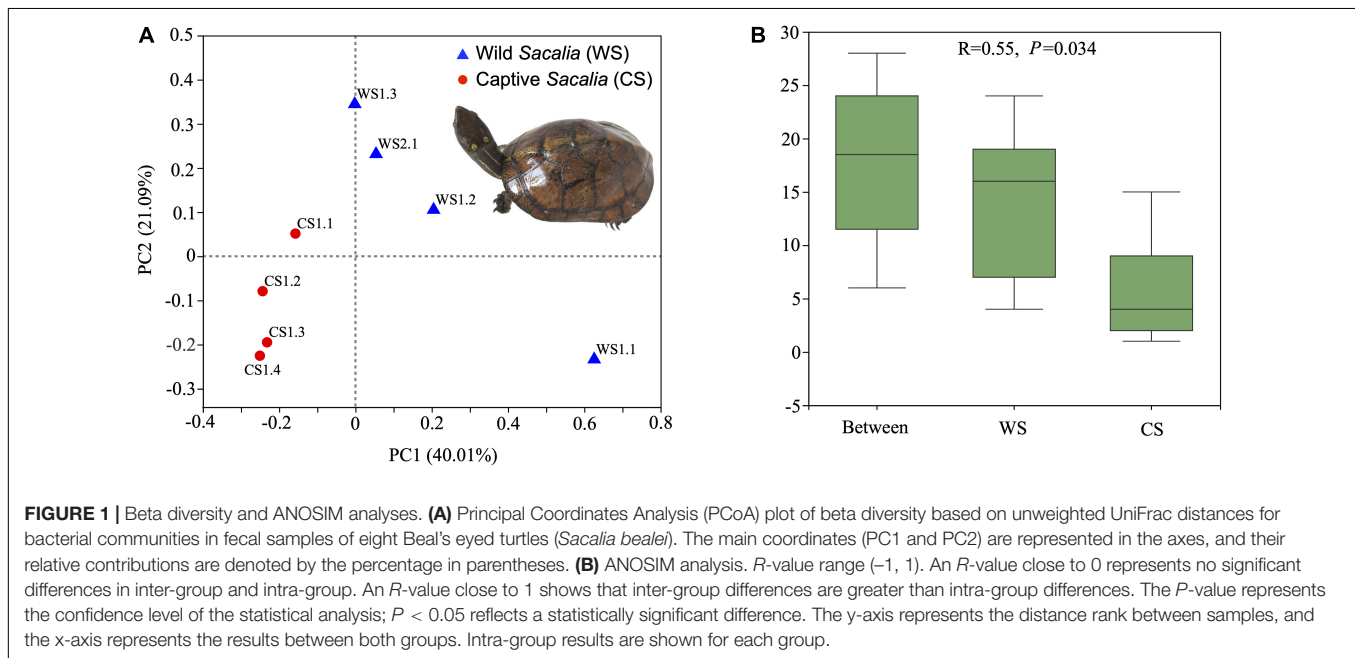 A
0.5
0.4
0.3
0.2
0.1
0
-0.1
-0.2
-0.3
PC2 (21.09%)
Wild Sacalia (WS)
Captive Sacalia (CS)
WS1.3
WS2.1
WS1.2
CS1.1
CS1.2
CS1.3
CS1.4
WS1.1
-0.4
-0.2
0
0.2
0.4
0.6
0.8
PC1 (40.01%)
B
R=0.55, P=0.034
30
25
20
15
10
5
0
-5
Between
WS
CS
FIGURE 1 | Beta diversity and ANOSIM analyses. (A) Principal Coordinates Analysis (PCoA) plot of beta diversity based on unweighted UniFrac distances for
bacterial communities in fecal samples of eight Beal's eyed turtles (Sacalia bealei). The main coordinates (PC1 and PC2) are represented in the axes, and their
relative contributions are denoted by the percentage in parentheses. (B) ANOSIM analysis. R-value range (–1, 1). An R-value close to 0 represents no significant
differences in inter-group and intra-group. An R-value close to 1 shows that inter-group differences are greater than intra-group differences. The P-value represents
the confidence level of the statistical analysis; P < 0.05 reflects a statistically significant difference. The y-axis represents the distance rank between samples, and
the x-axis represents the results between both groups. Intra-group results are shown for each group.